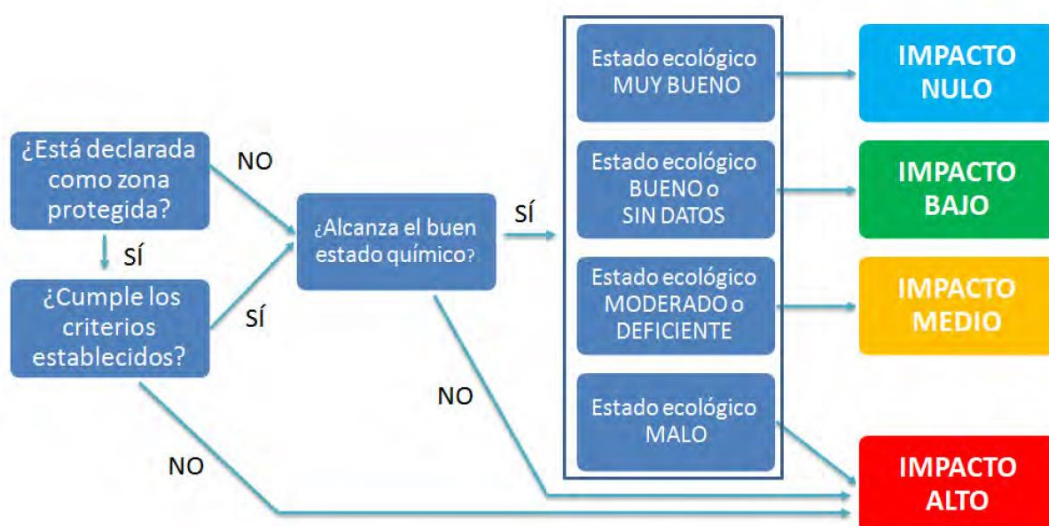 ¿Está declarada
como zona
protegida?
NO
SÍ
¿Cumple los
criterios
establecidos?
SÍ
NO
¿Alcanza el buen
estado químico?
SÍ
NO
Estado ecológico
MUY BUENO
IMPACTO
NULO
Estado ecológico
BUENO o
SIN DATOS
IMPACTO
BAJO
Estado ecológico
MODERADO o
DEFICIENTE
IMPACTO
MEDIO
Estado ecológico
MALO
IMPACTO
ALTO